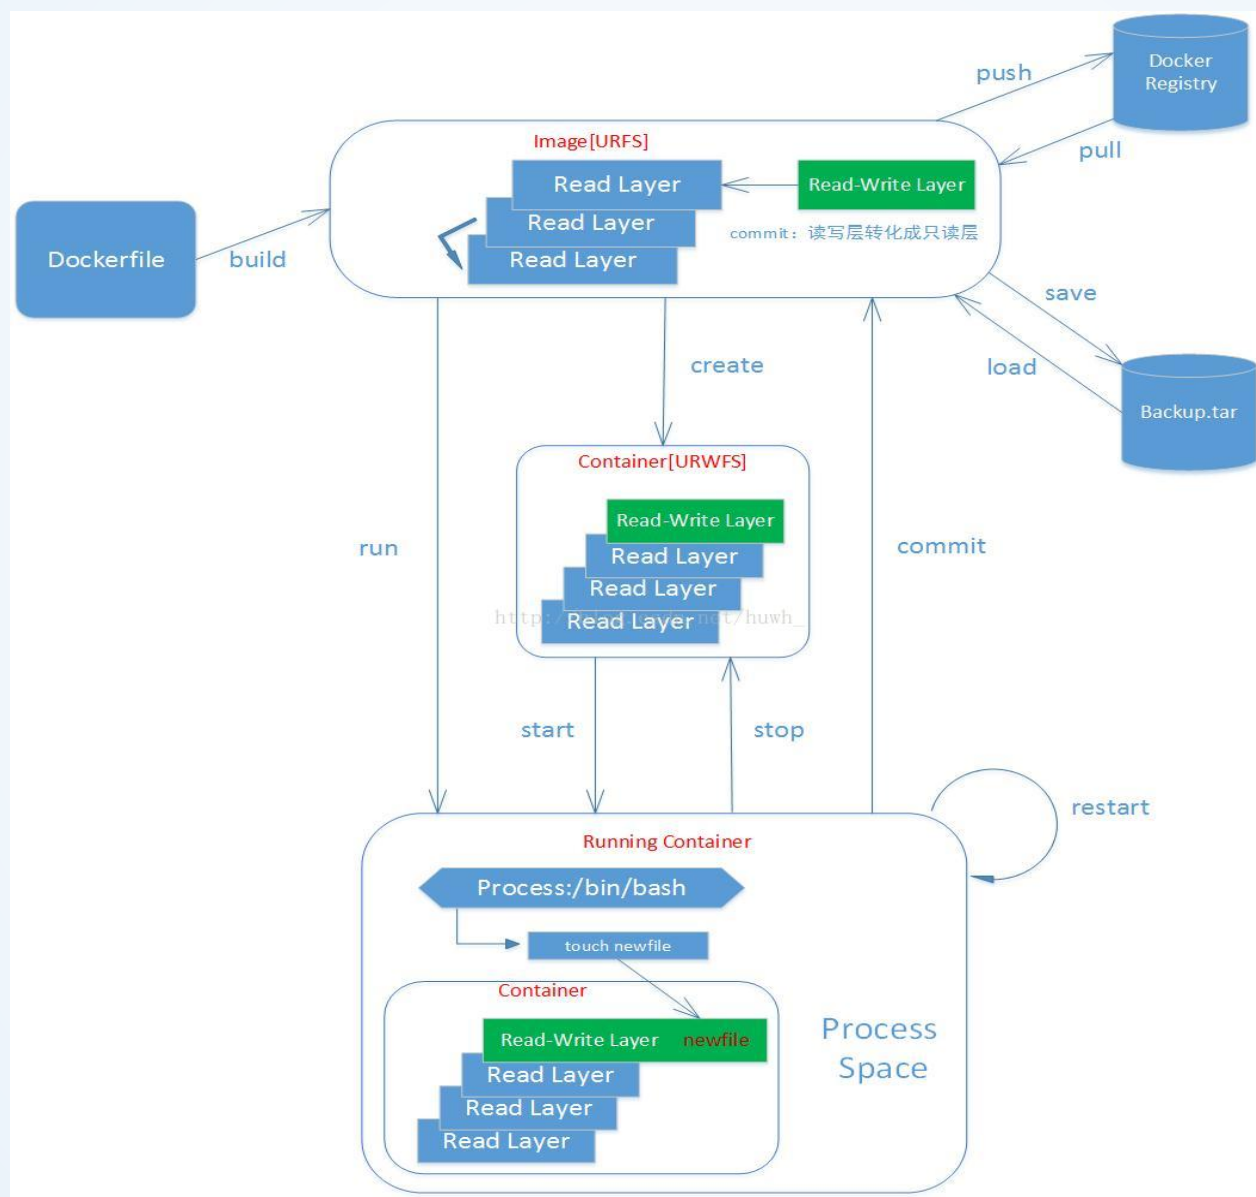 Docker
Registry
push
pull
Image[URFS]
Read Layer
Read-Write Layer
Read Layer
commit：读写层转化成只读层
Read Layer
Dockerfile
build
save
load
Backup.tar
create
Container[URWFS]
Read-Write Layer
Read Layer
Read Layer
Read Layer
run
commit
start
stop
restart
Running Container
Process:/bin/bash
touch newfile
Container
Read-Write Layer newfile
Read Layer
Read Layer
Read Layer
Process
Space